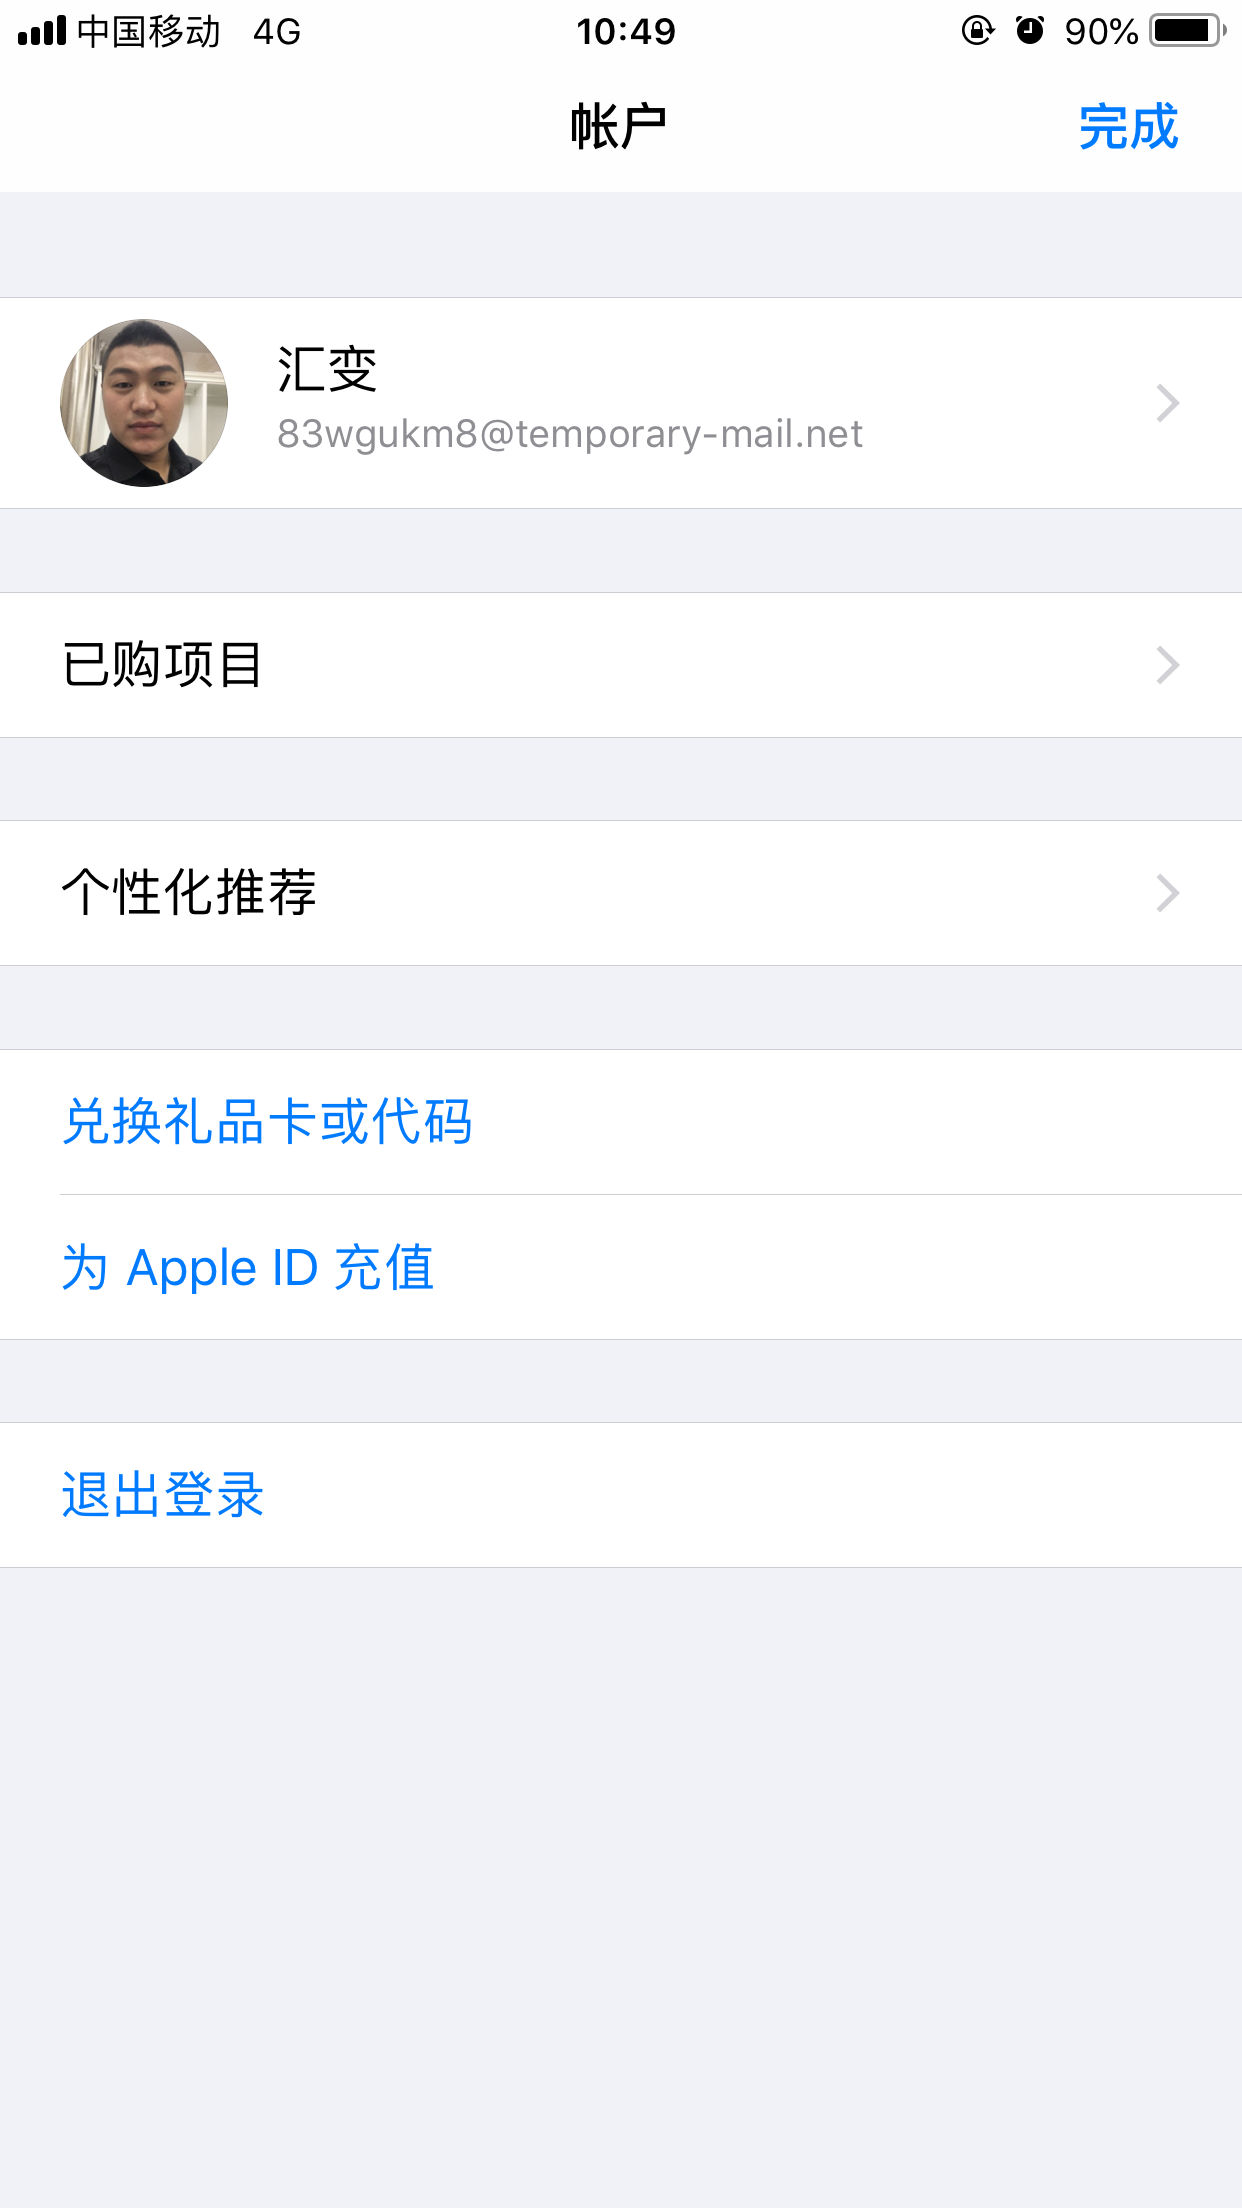 中国移动 4G 10:49 90%
帐户 完成
汇变
83wgukm8@temporary-mail.net
已购项目
个性化推荐
兑换礼品卡或代码
为 Apple ID 充值
退出登录